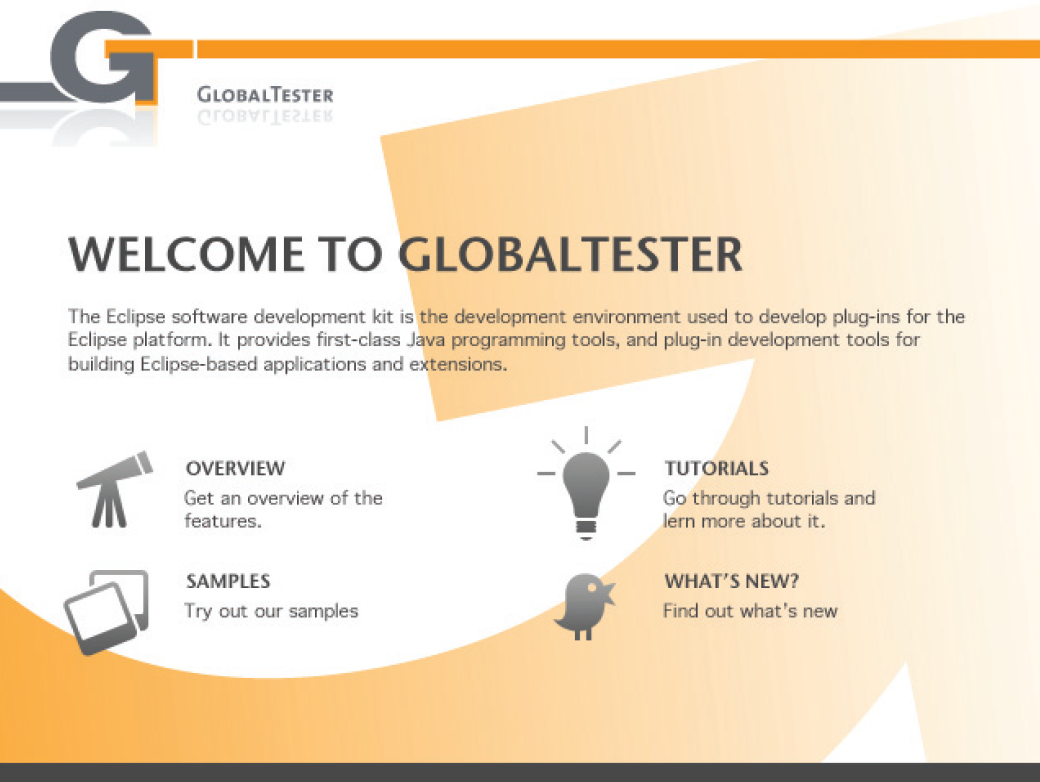 GLOBALTESTER
WELCOME TO GLOBALTESTER
The Eclipse software development kit is the development environment used to develop plug-ins for the
Eclipse platform. It provides first-class Java programming tools, and plug-in development tools for
building Eclipse-based applications and extensions.
OVERVIEW
Get an overview of the
features.
TUTORIALS
Go through tutorials and
lern more about it.
SAMPLES
Try out our samples
WHAT'S NEW?
Find out what's new